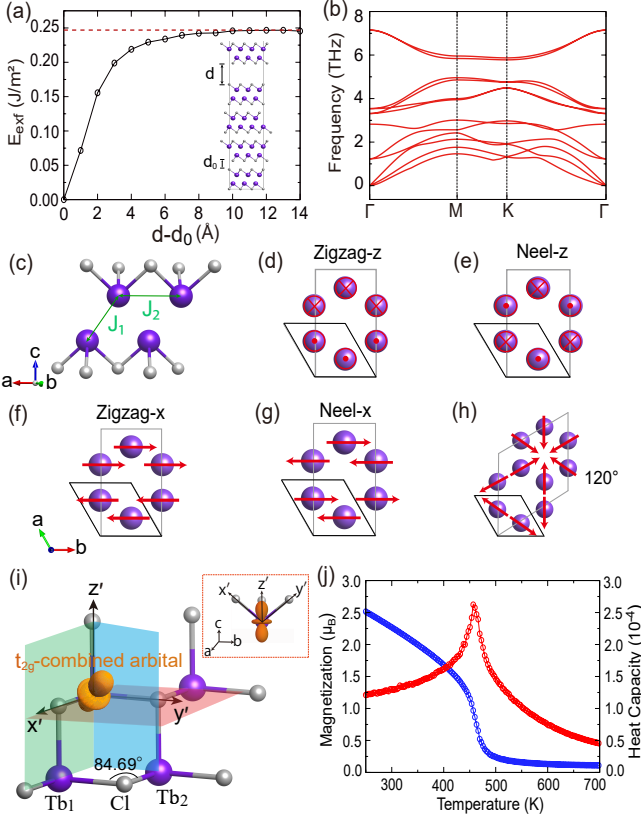 (a)
0.25
0.20
0.15
0.10
0.05
0.00
E_exf (J/m²)
0 2 4 6 8 10 12 14
d-d₀ (Å)
d
d₀
(b)
8
6
4
2
0
Frequency (THz)
Γ M K Γ
(c)
J₁
J₂
c
a
b
(d)
Zigzag-z
(e)
Neel-z
(f)
Zigzag-x
(g)
Neel-x
(h)
120°
a
b
(i)
z'
t₂g-combined arbital
x'
y'
84.69°
Tb₁ Cl Tb₂
x' z' y'
c
a
b
(j)
3.0
2.5
2.0
1.5
1.0
0.5
0.0
Magnetization (μ_B)
300 400 500 600 700
Temperature (K)
3.0
2.5
2.0
1.5
1.0
0.5
0.0
Heat Capacity (10⁻⁴)